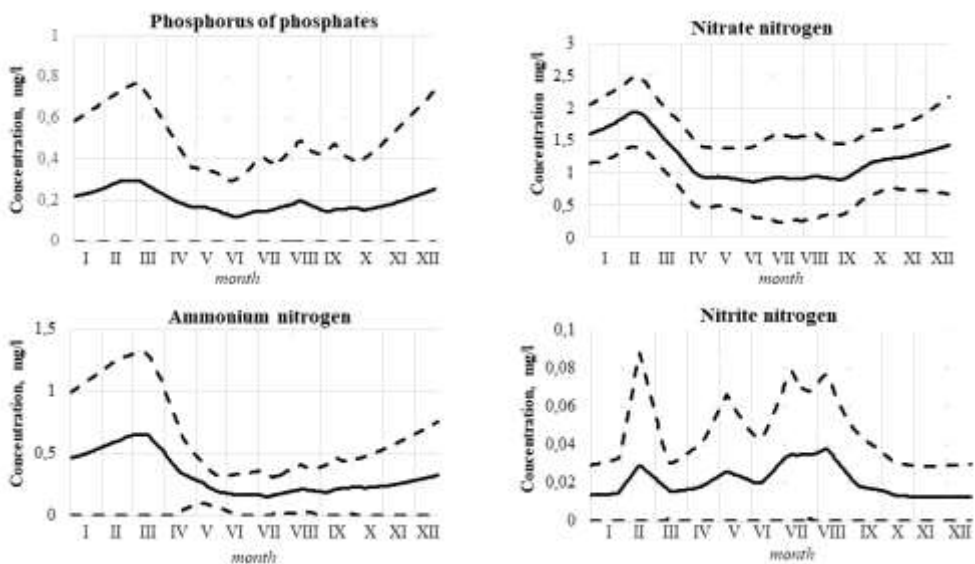 Phosphorus of phosphates
Concentration, mg/l
1
0,8
0,6
0,4
0,2
0
I II III IV V VI VII VIII IX X XI XII
month
Nitrate nitrogen
Concentration mg/l
3
2,5
2
1,5
1
0,5
0
I II III IV V VI VII VIII IX X XI XII
month
Ammonium nitrogen
Concentration, mg/l
1,5
1
0,5
0
I II III IV V VI VII VIII IX X XI XII
month
Nitrite nitrogen
Concentration, mg/l
0,1
0,08
0,06
0,04
0,02
0
I II III IV V VI VII VIII IX X XI XII
month